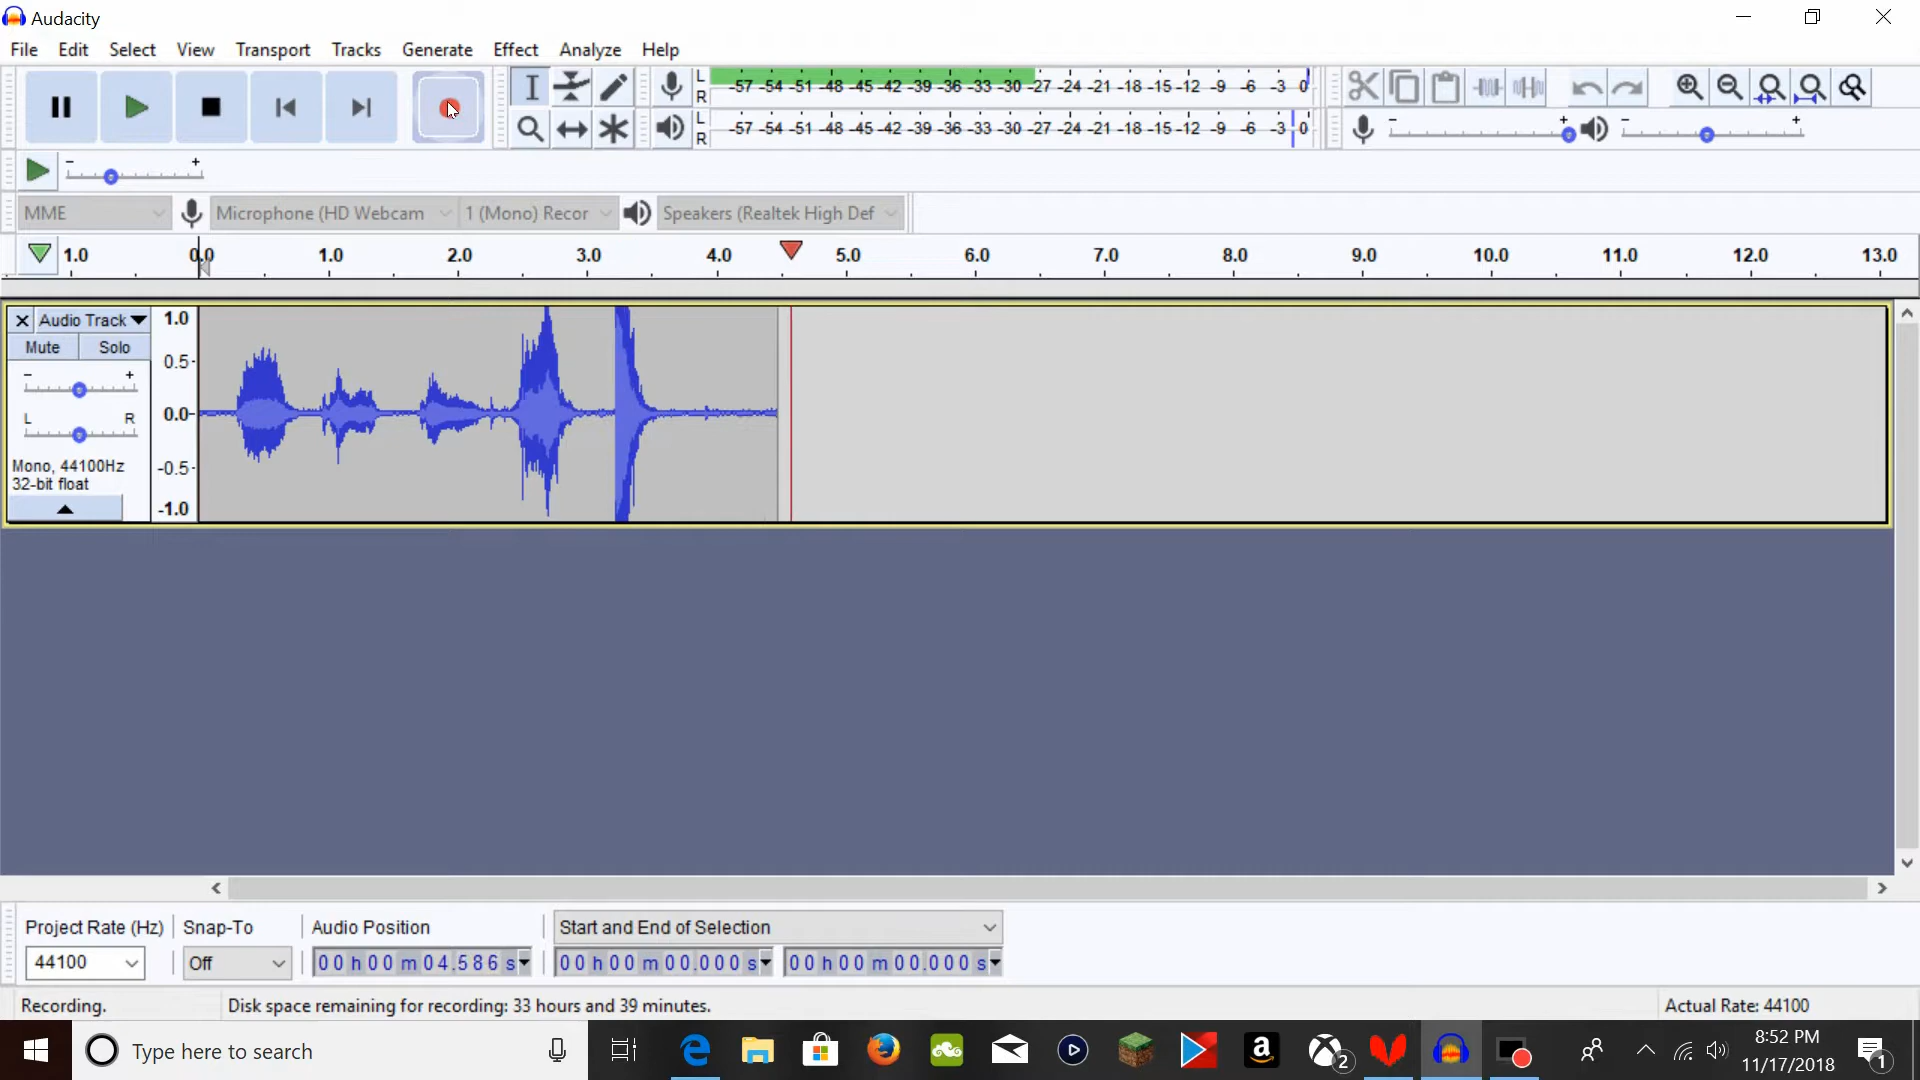 Audacity
File Edit Select View Transport Tracks Generate Effect Analyze Help
L
R
-57 -54 -51 -48 -45 -42 -39 -36 -33 -30 -27 -24 -21 -18 -15 -12 -9 -6 -3 0
L
R
-57 -54 -51 -48 -45 -42 -39 -36 -33 -30 -27 -24 -21 -18 -15 -12 -9 -6 -3 0
- + - +
- +
MME Microphone (HD Webcam 1 (Mono) Recor Speakers (Realtek High Def
1.0 0.0 1.0 2.0 3.0 4.0 5.0 6.0 7.0 8.0 9.0 10.0 11.0 12.0 13.0
Audio Track 1.0
Mute Solo
0.5
- +
0.0
L R
Mono, 44100Hz
-0.5
32-bit float
-1.0
Project Rate (Hz) Snap-To Audio Position Start and End of Selection
44100 Off 00 h 00 m 04.586 s 00 h 00 m 00.000 s 00 h 00 m 00.000 s
Recording. Disk space remaining for recording: 33 hours and 39 minutes. Actual Rate: 44100
Type here to search
2
8:52 PM
11/17/2018
1